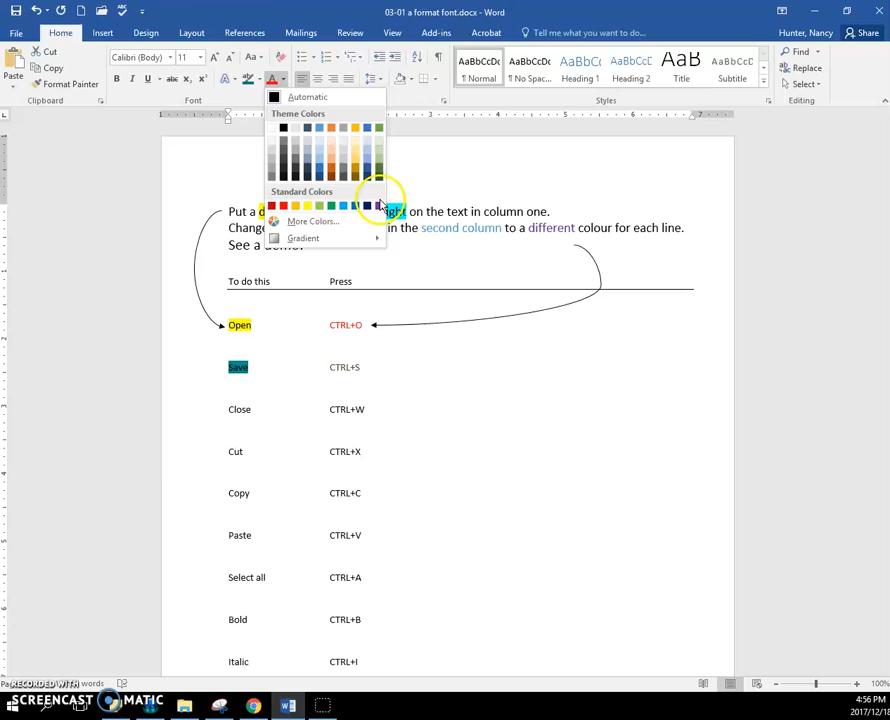 03-01 a format font.docx - Word
File
Home
Insert
Design
Layout
References
Mailings
Review
View
Add-ins
Acrobat
Tell me what you want to do...
Hunter, Nancy
Share
Paste
Cut
Copy
Format Painter
Clipboard
Calibri (Body)
11
Font
AaBbCcDc
¶ Normal
AaBbCcDc
¶ No Spac...
AaBbCc
Heading 1
AaBbCcD
Heading 2
AaBb
Title
AaBbCcD
Subtitle
Styles
Find
Replace
Select
Editing
Automatic
Theme Colors
Standard Colors
More Colors...
Gradient
Put a d ight on the text in column one.
Change in the second column to a different colour for each line.
See a demo.
To do this Press
Open CTRL+O
Save CTRL+S
Close CTRL+W
Cut CTRL+X
Copy CTRL+C
Paste CTRL+V
Select all CTRL+A
Bold CTRL+B
Italic CTRL+I
RECORDED WITH
words
SCREENCAST MATIC
100%
4:56 PM
2017/12/18